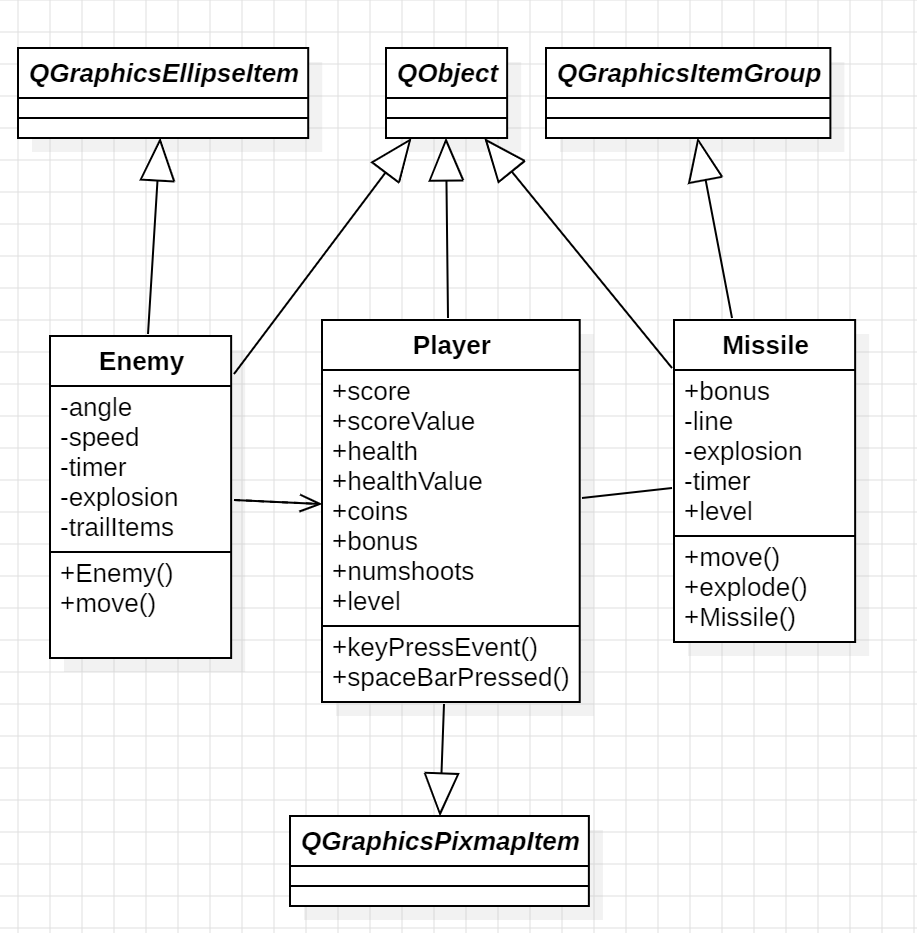 QGraphicsEllipseItem
QObject
QGraphicsItemGroup
Enemy
-angle
-speed
-timer
-explosion
-trailItems
+Enemy()
+move()
Player
+score
+scoreValue
+health
+healthValue
+coins
+bonus
+numshoots
+level
+keyPressEvent()
+spaceBarPressed()
Missile
+bonus
-line
-explosion
-timer
+level
+move()
+explode()
+Missile()
QGraphicsPixmapItem